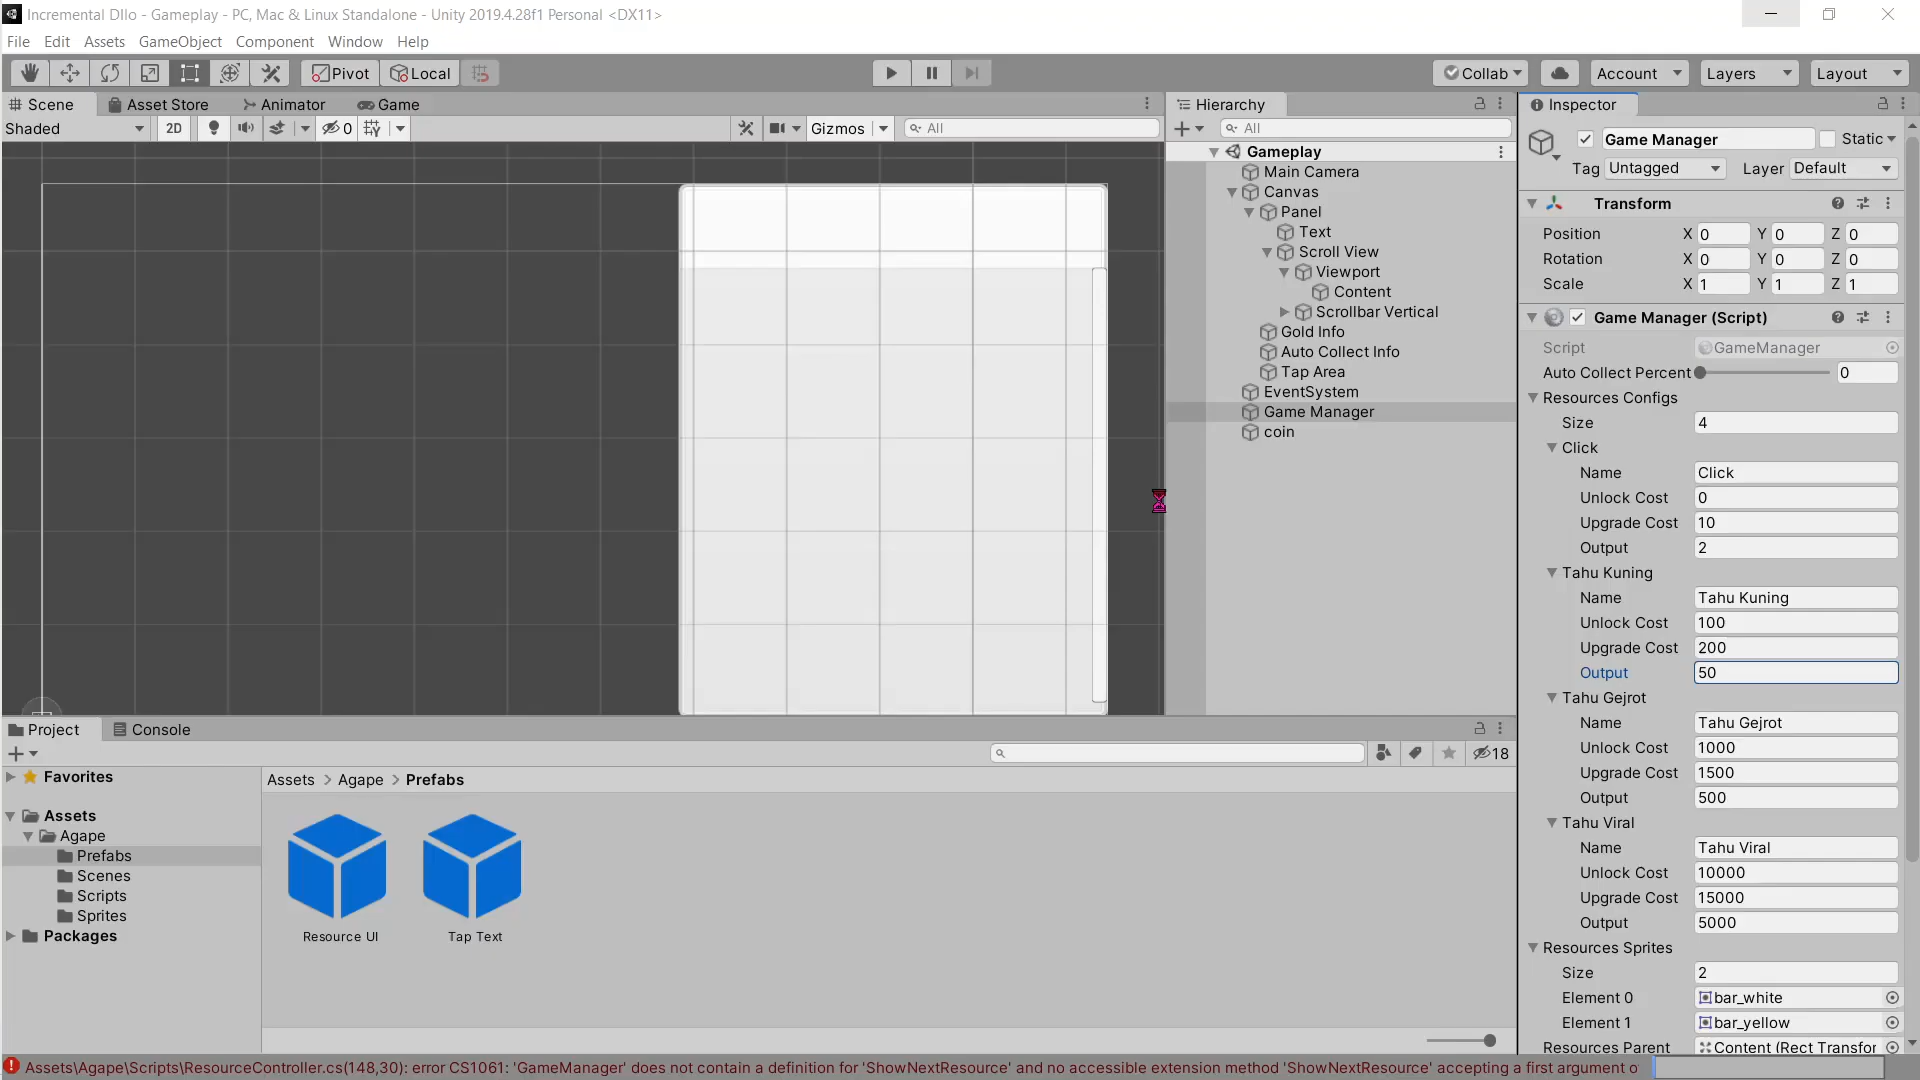 Incremental Dllo - Gameplay - PC, Mac & Linux Standalone - Unity 2019.4.28f1 Personal <DX11>
File Edit Assets GameObject Component Window Help
Pivot Local Collab Account Layers Layout
Scene Asset Store Animator Game
Shaded 2D 0 Gizmos All
Hierarchy
All
Gameplay
Main Camera
Canvas
Panel
Text
Scroll View
Viewport
Content
Scrollbar Vertical
Gold Info
Auto Collect Info
Tap Area
EventSystem
Game Manager
coin
Inspector
Game Manager Static
Tag Untagged Layer Default
Transform
Position X 0 Y 0 Z 0
Rotation X 0 Y 0 Z 0
Scale X 1 Y 1 Z 1
Game Manager (Script)
Script GameManager
Auto Collect Percent 0
Resources Configs
Size 4
Click
Name Click
Unlock Cost 0
Upgrade Cost 10
Output 2
Tahu Kuning
Name Tahu Kuning
Unlock Cost 100
Upgrade Cost 200
Output 50
Tahu Gejrot
Name Tahu Gejrot
Unlock Cost 1000
Upgrade Cost 1500
Output 500
Tahu Viral
Name Tahu Viral
Unlock Cost 10000
Upgrade Cost 15000
Output 5000
Resources Sprites
Size 2
Element 0 bar_white
Element 1 bar_yellow
Resources Parent Content (Rect Transfor
Project Console
18
Favorites
Assets
Agape
Prefabs
Scenes
Scripts
Sprites
Packages
Assets > Agape > Prefabs
Resource UI Tap Text
Assets\Agape\Scripts\ResourceController.cs(148,30): error CS1061: 'GameManager' does not contain a definition for 'ShowNextResource' and no accessible extension method 'ShowNextResource' accepting a first argument o